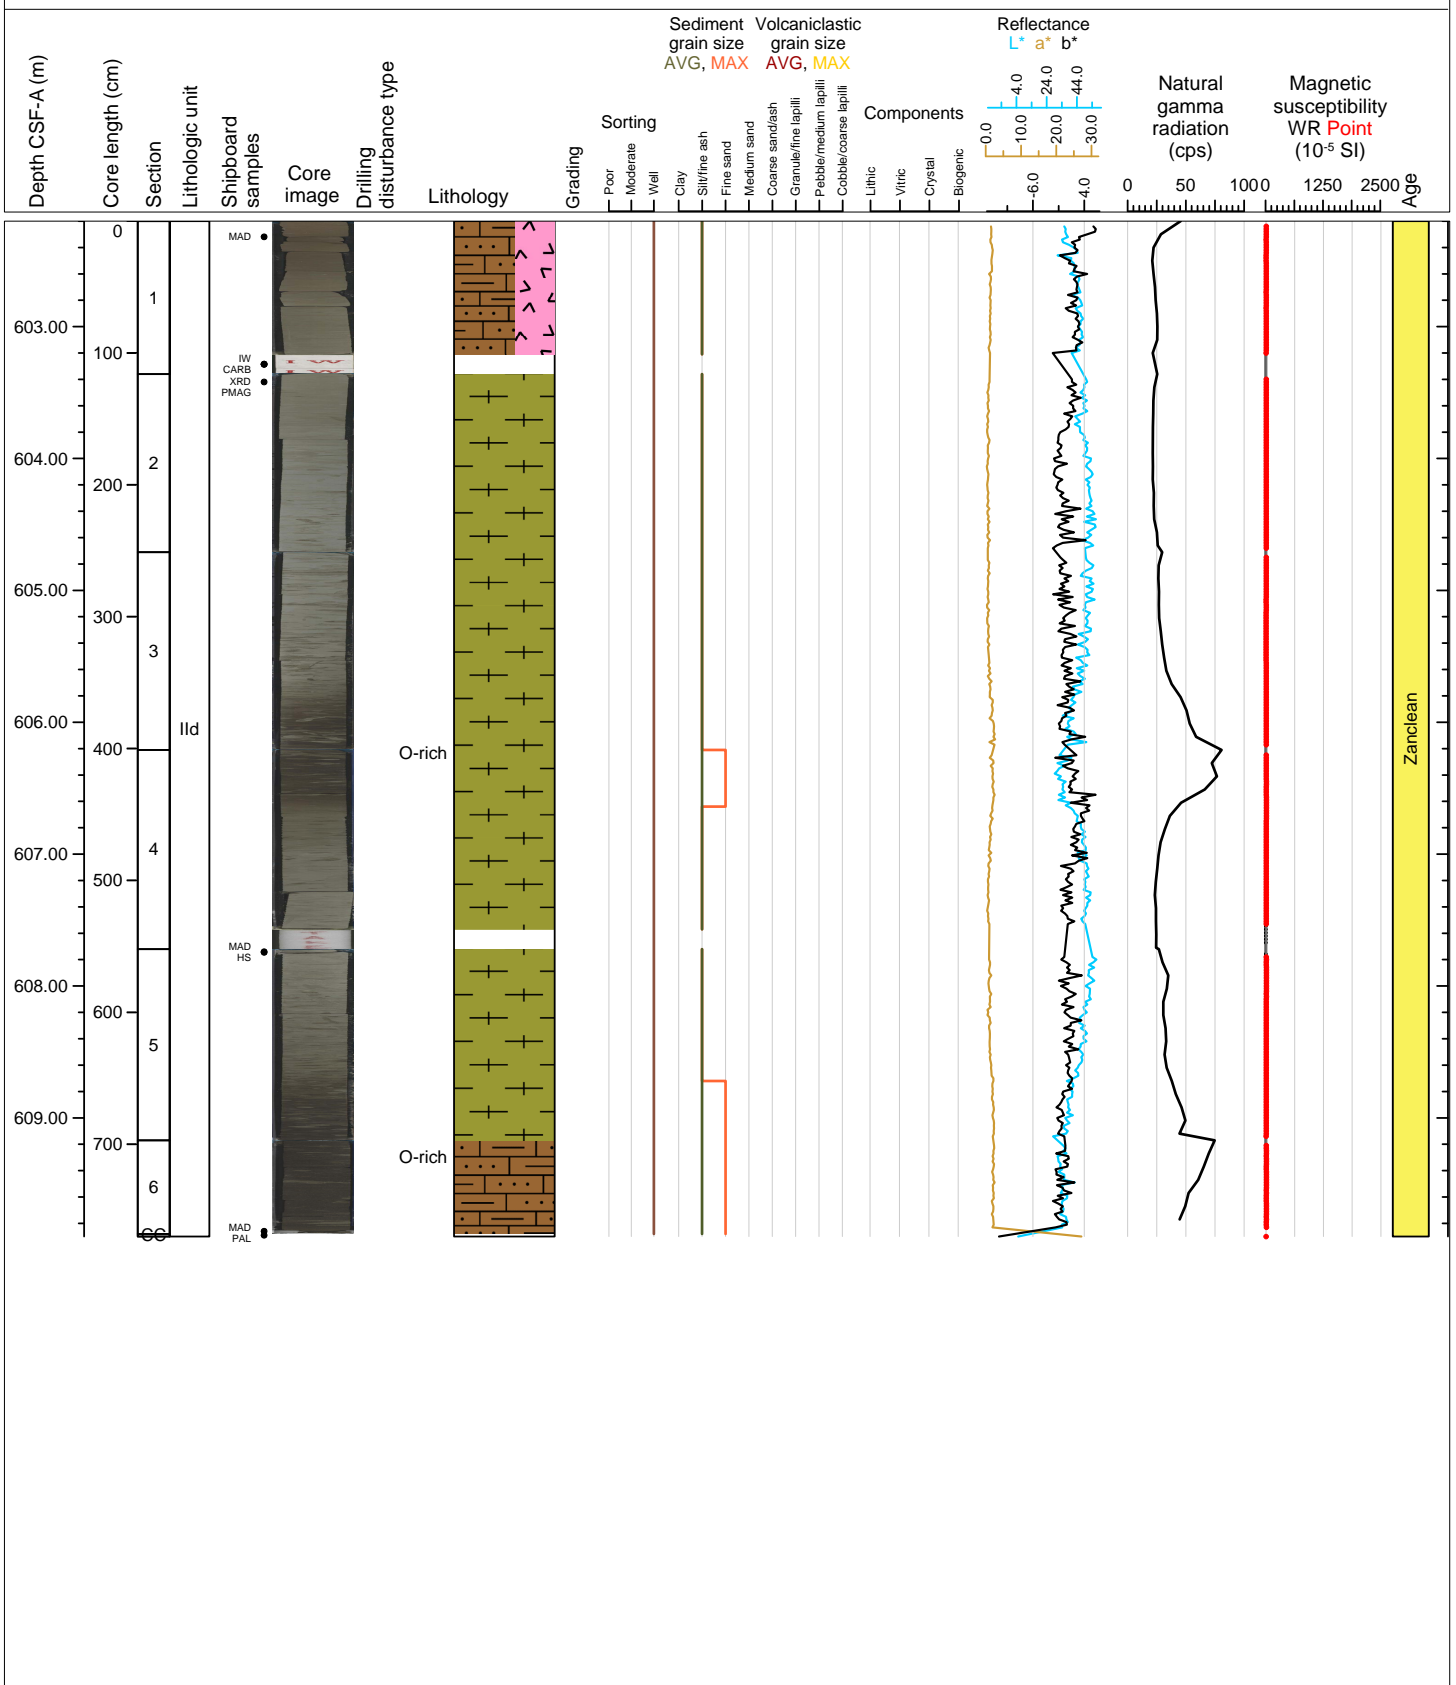 Depth CSF-A (m)
Core length (cm)
Section
Lithologic unit
Shipboard
samples
Core
image
Drilling
disturbance type
Lithology
Grading
Sorting
Poor
Moderate
Well
Sediment
grain size
AVG, MAX
Volcaniclastic
grain size
AVG, MAX
Clay
Silt/fine ash
Fine sand
Medium sand
Coarse sand/ash
Granule/fine lapilli
Pebble/medium lapilli
Cobble/coarse lapilli
Components
Lithic
Vitric
Crystal
Biogenic
Reflectance
L* a* b*
4.0 24.0 44.0
0.0 10.0 20.0 30.0
-6.0 4.0
Natural
gamma
radiation
(cps)
0 50 100
Magnetic
susceptibility
WR Point
(10-5 SI)
0 1250 2500
Age
0
MAD
1
603.00
100
IW
CARB
I W
I W
XRD
PMAG
604.00
2
200
605.00
300
3
606.00
IId
400
O-rich
Zanclean
607.00
4
500
MAD
HS
608.00
600
5
609.00
700
O-rich
6
MAD
CC
PAL